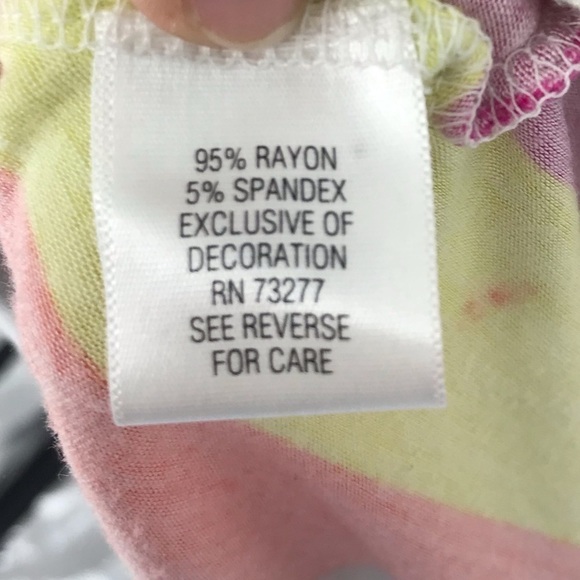 95% RAYON
5% SPANDEX
EXCLUSIVE OF
DECORATION
RN 73277
SEE REVERSE
FOR CARE